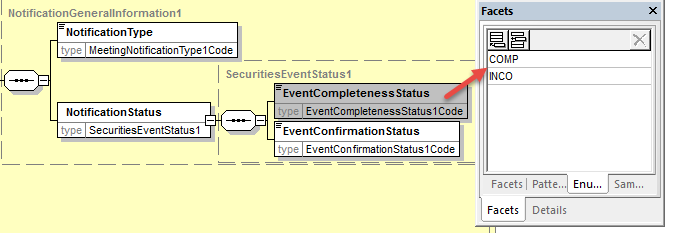 NotificationGeneralInformation1
NotificationType
type MeetingNotificationType1Code
SecuritiesEventStatus1
EventCompletenessStatus
type EventCompletenessStatus1Code
NotificationStatus
type SecuritiesEventStatus1
EventConfirmationStatus
type EventConfirmationStatus1Code
Facets
COMP
INCO
Facets Patte... Enu... Sam...
Facets Details